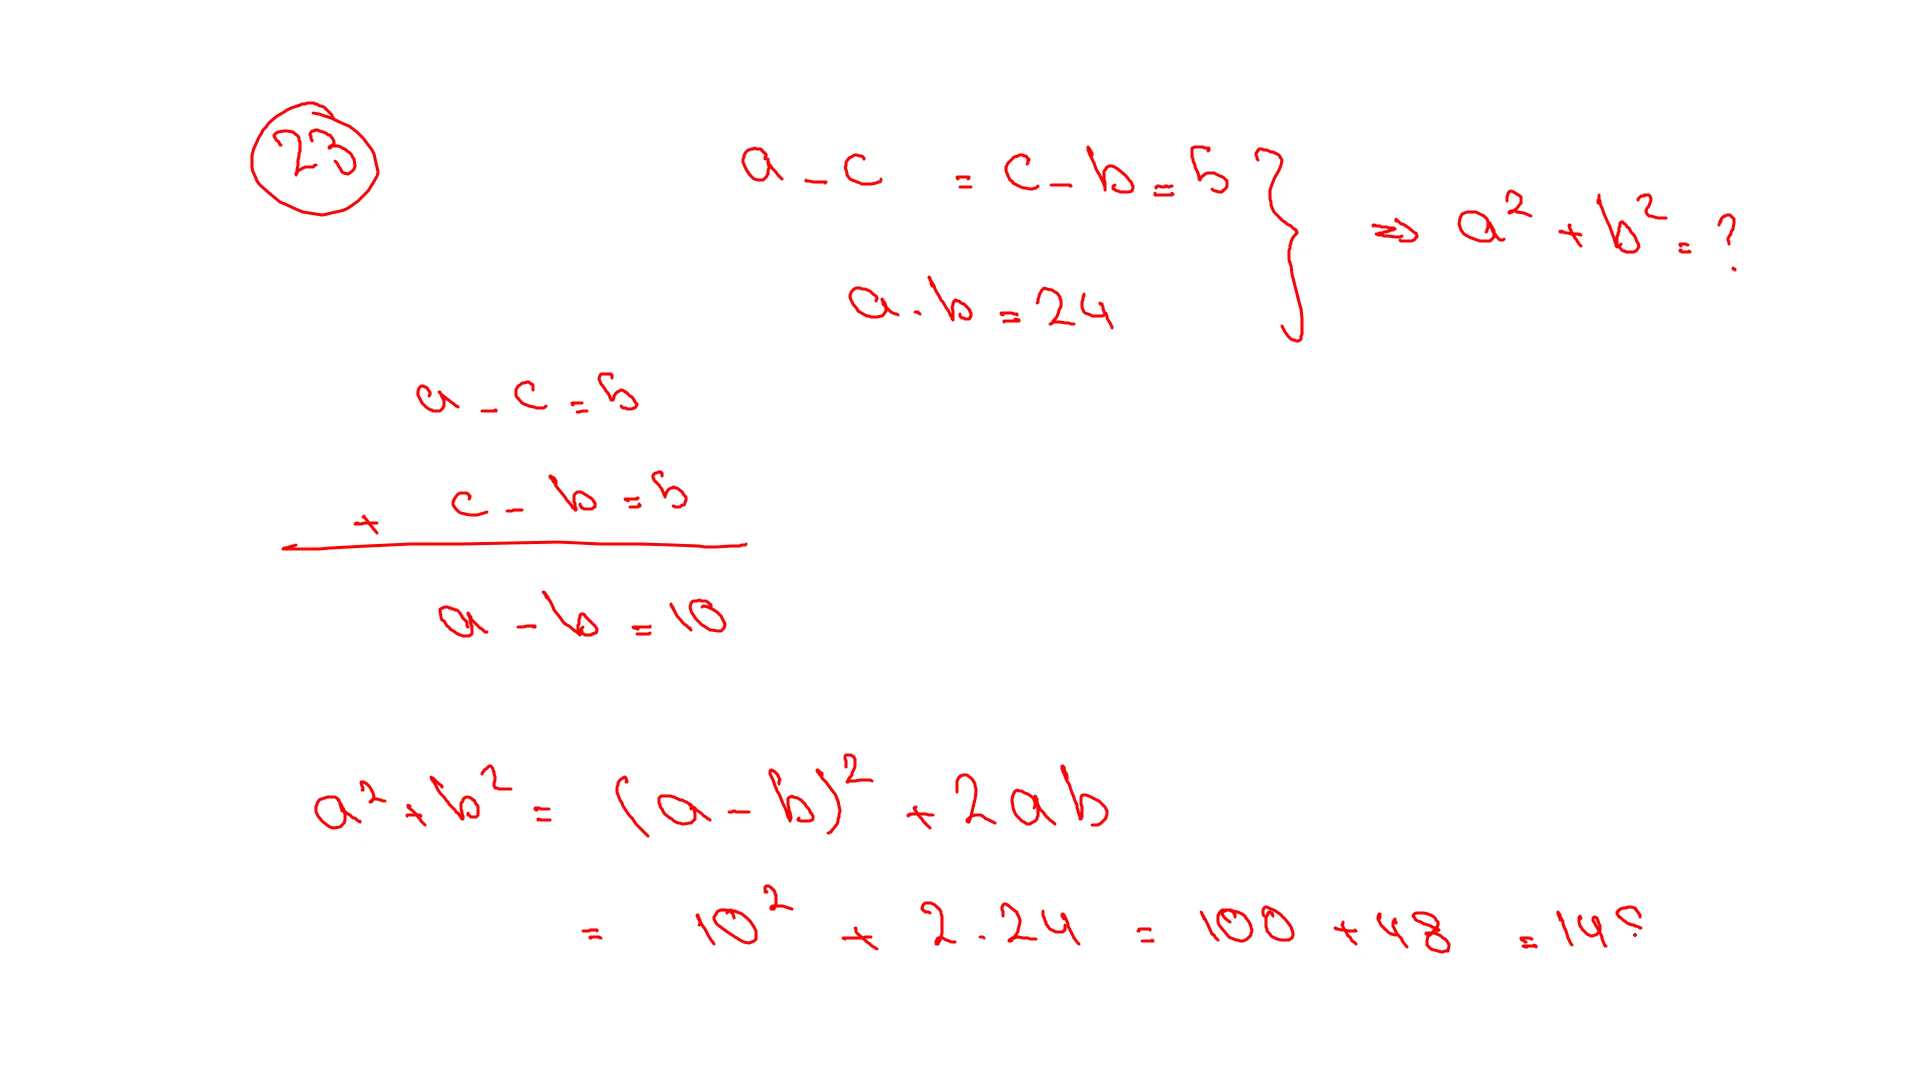 23
a - c = c - b = 5 } ⇒ a² + b² = ?
a . b = 24
a - c = 5
+ c - b = 5
a - b = 10
a² + b² = (a - b)² + 2ab
= 10² + 2 . 24 = 100 + 48 = 148